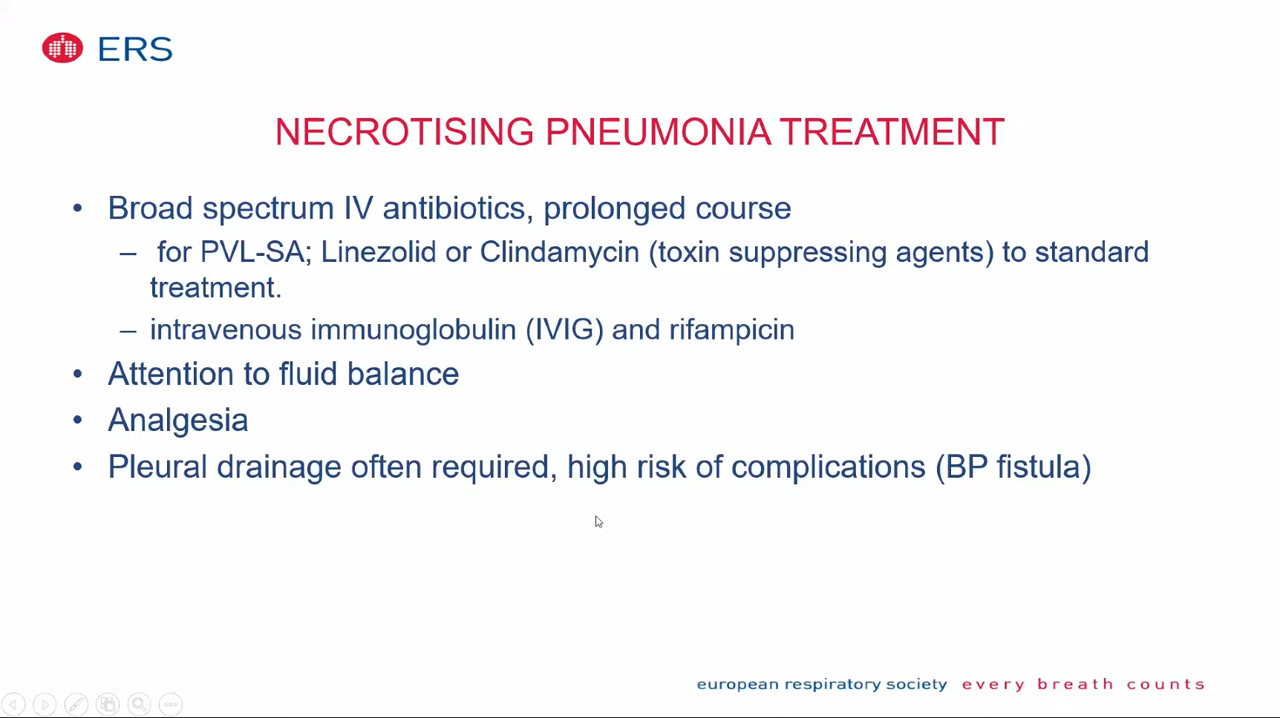 ERS
NECROTISING PNEUMONIA TREATMENT
• Broad spectrum IV antibiotics, prolonged course
– for PVL-SA; Linezolid or Clindamycin (toxin suppressing agents) to standard
treatment.
– intravenous immunoglobulin (IVIG) and rifampicin
• Attention to fluid balance
• Analgesia
• Pleural drainage often required, high risk of complications (BP fistula)
european respiratory society every breath counts